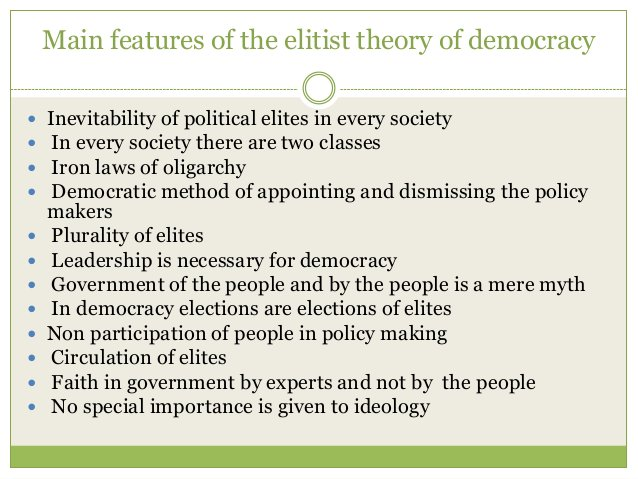 Main features of the elitist theory of democracy
• Inevitability of political elites in every society
• In every society there are two classes
• Iron laws of oligarchy
• Democratic method of appointing and dismissing the policy
makers
• Plurality of elites
• Leadership is necessary for democracy
• Government of the people and by the people is a mere myth
• In democracy elections are elections of elites
• Non participation of people in policy making
• Circulation of elites
• Faith in government by experts and not by the people
• No special importance is given to ideology